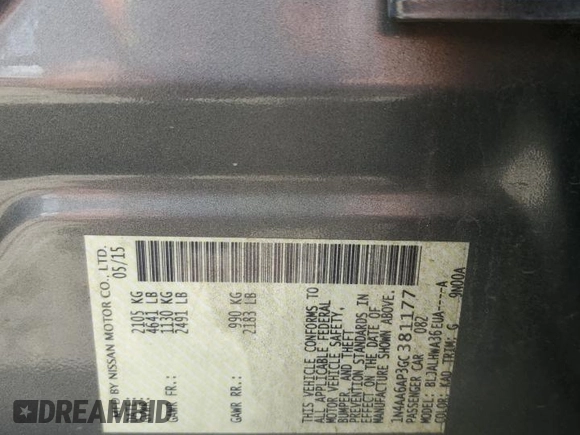 D BY NISSAN MOTOR CO., LTD.
05/15
2105 KG
4641 LB
GAWR FR: 1130 KG
2491 LB
GAWR RR: 990 KG
2183 LB
THIS VEHICLE CONFORMS TO
ALL APPLICABLE FEDERAL
MOTOR VEHICLE SAFETY,
BUMPER, AND THEFT
PREVENTION STANDARDS IN
EFFECT ON THE DATE OF
MANUFACTURE SHOWN ABOVE.
1N4AA6AP3GC381177
PASSENGER CAR 082
MODEL: BLJALHWA36EUA----A
COLOR: KAD TRIM: G 9N00A
DREAMBID